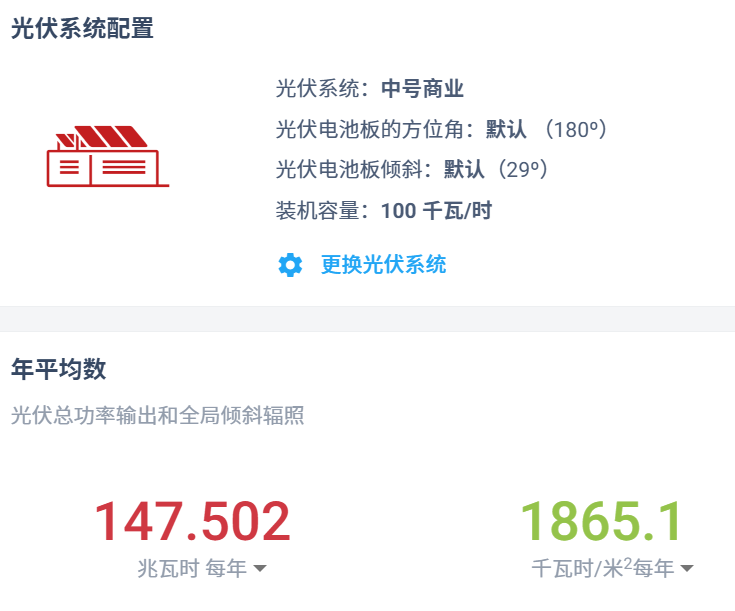 光伏系统配置
光伏系统：中号商业
光伏电池板的方位角：默认 （180º）
光伏电池板倾斜：默认（29º）
装机容量：100 千瓦/时
更换光伏系统
年平均数
光伏总功率输出和全局倾斜辐照
147.502 1865.1
兆瓦时 每年 千瓦时/米²每年